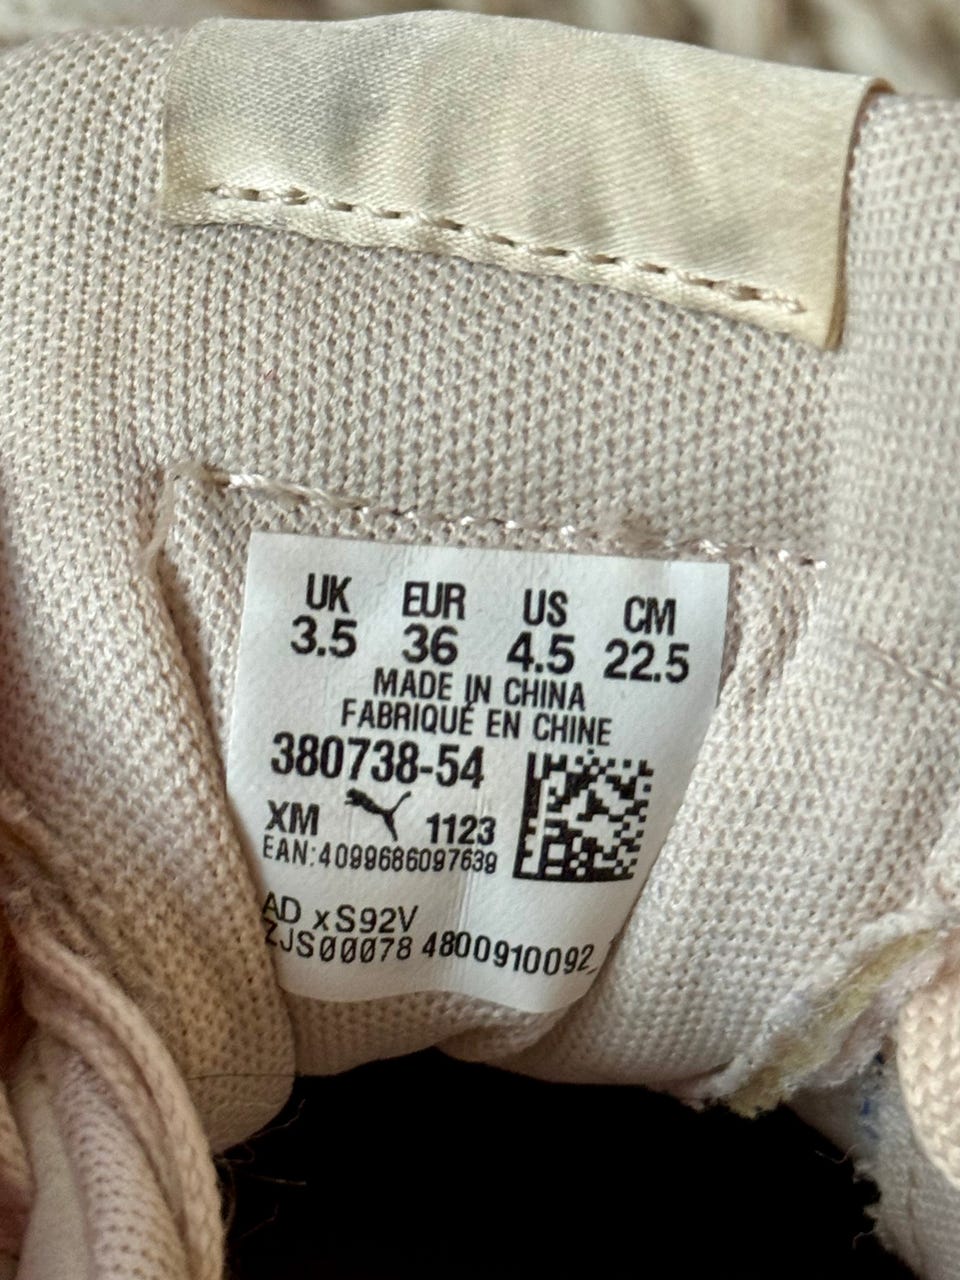 UK EUR US CM
3.5 36 4.5 22.5
MADE IN CHINA
FABRIQUÉ EN CHINE
380738-54
XM 1123
EAN:4099686097639
AD xS92V
ZJS00078 4800910092